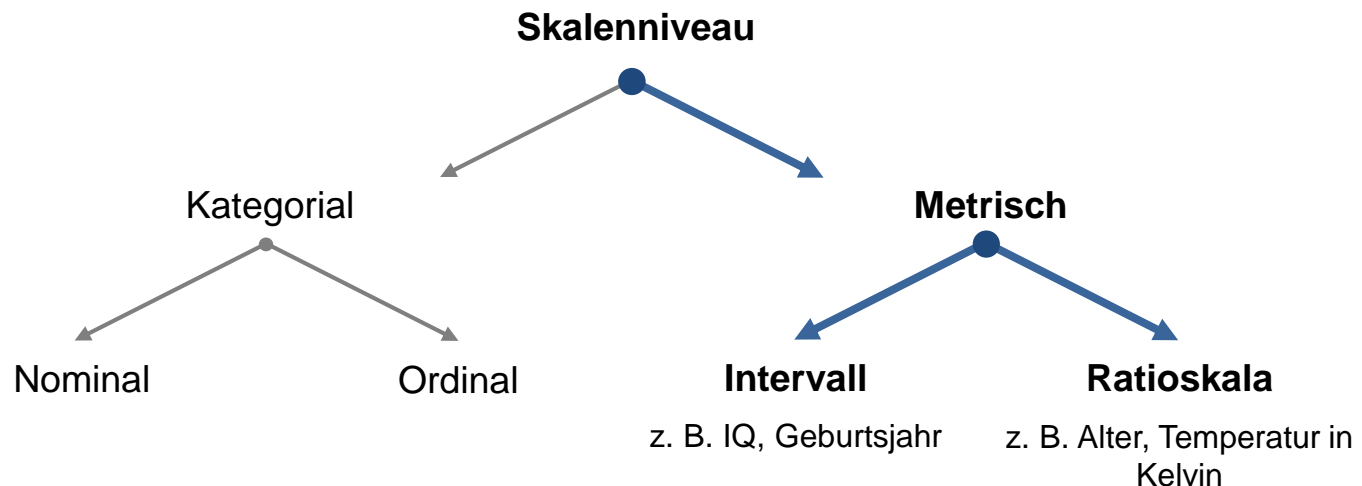 Skalenniveau
Kategorial
Metrisch
Nominal
Ordinal
Intervall
Ratioskala
z. B. IQ, Geburtsjahr
z. B. Alter, Temperatur in
Kelvin